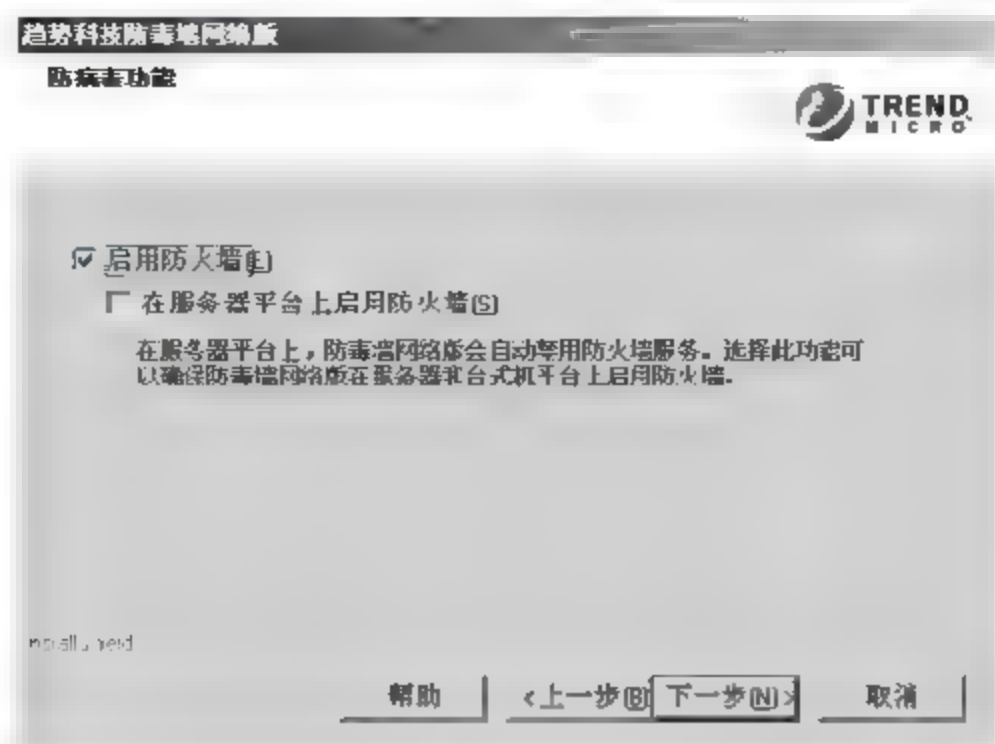 趋势科技防毒墙网络版
防病毒功能
TREND
MICRO
启用防火墙(E)
在服务器平台上启用防火墙(S)
在服务器平台上，防毒墙网络版会自动禁用防火墙服务。选择此功能可
以确保防毒墙网络版在服务器和台式机平台上启用防火墙。
InstallShield
帮助
<上一步(B)
下一步(N)>
取消